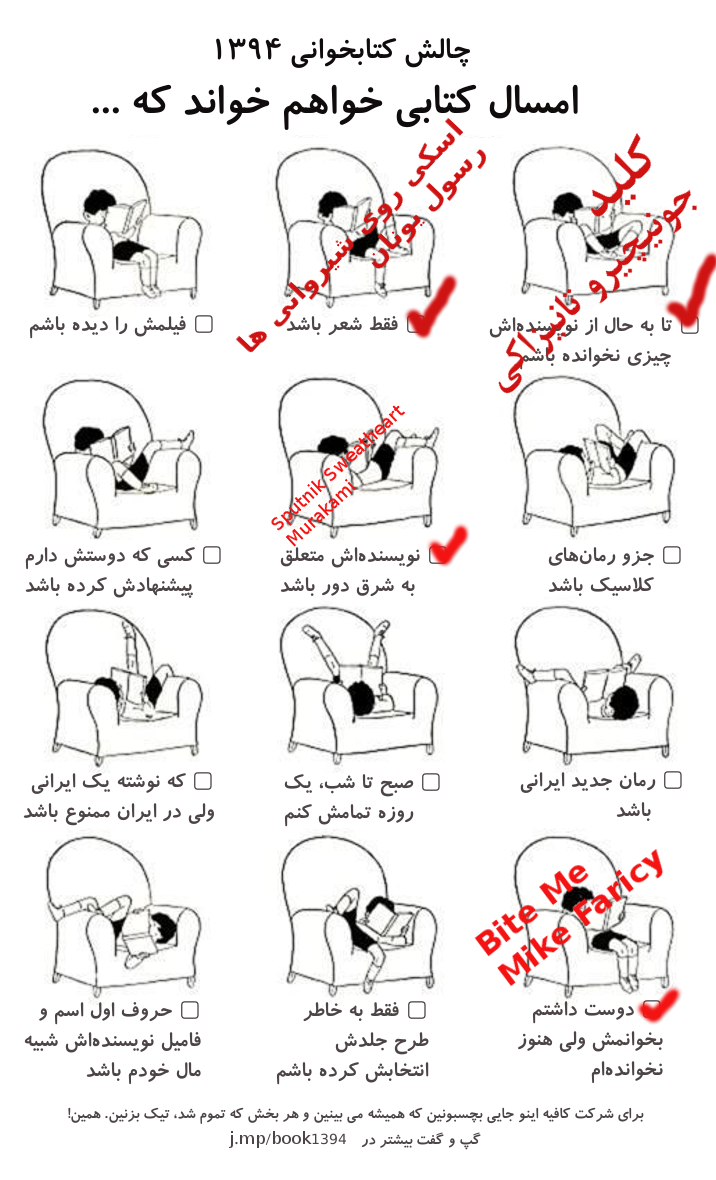 چالش کتابخوانی ۱۳۹۴
امسال کتابی خواهم خواند که ...
کلید
جونیچیرو تانیزاکی
تا به حال از نویسنده‌اش
چیزی نخوانده باشم
اسکی روی شیروانی ها
رسول یونان
فقط شعر باشد
فیلمش را دیده باشم
جزو رمان‌های
کلاسیک باشد
Sputnik Sweatheart
Murakami
نویسنده‌اش متعلق
به شرق دور باشد
کسی که دوستش دارم
پیشنهادش کرده باشد
رمان جدید ایرانی
باشد
صبح تا شب، یک
روزه تمامش کنم
که نوشته یک ایرانی
ولی در ایران ممنوع باشد
Bite Me
Mike Faricy
دوست داشتم
بخوانمش ولی هنوز
نخوانده‌ام
فقط به خاطر
طرح جلدش
انتخابش کرده باشم
حروف اول اسم و
فامیل نویسنده‌اش شبیه
مال خودم باشد
برای شرکت کافیه اینو جایی بچسبونین که همیشه می بینین و هر بخش که تموم شد، تیک بزنین. همین!
گپ و گفت بیشتر در j.mp/book1394